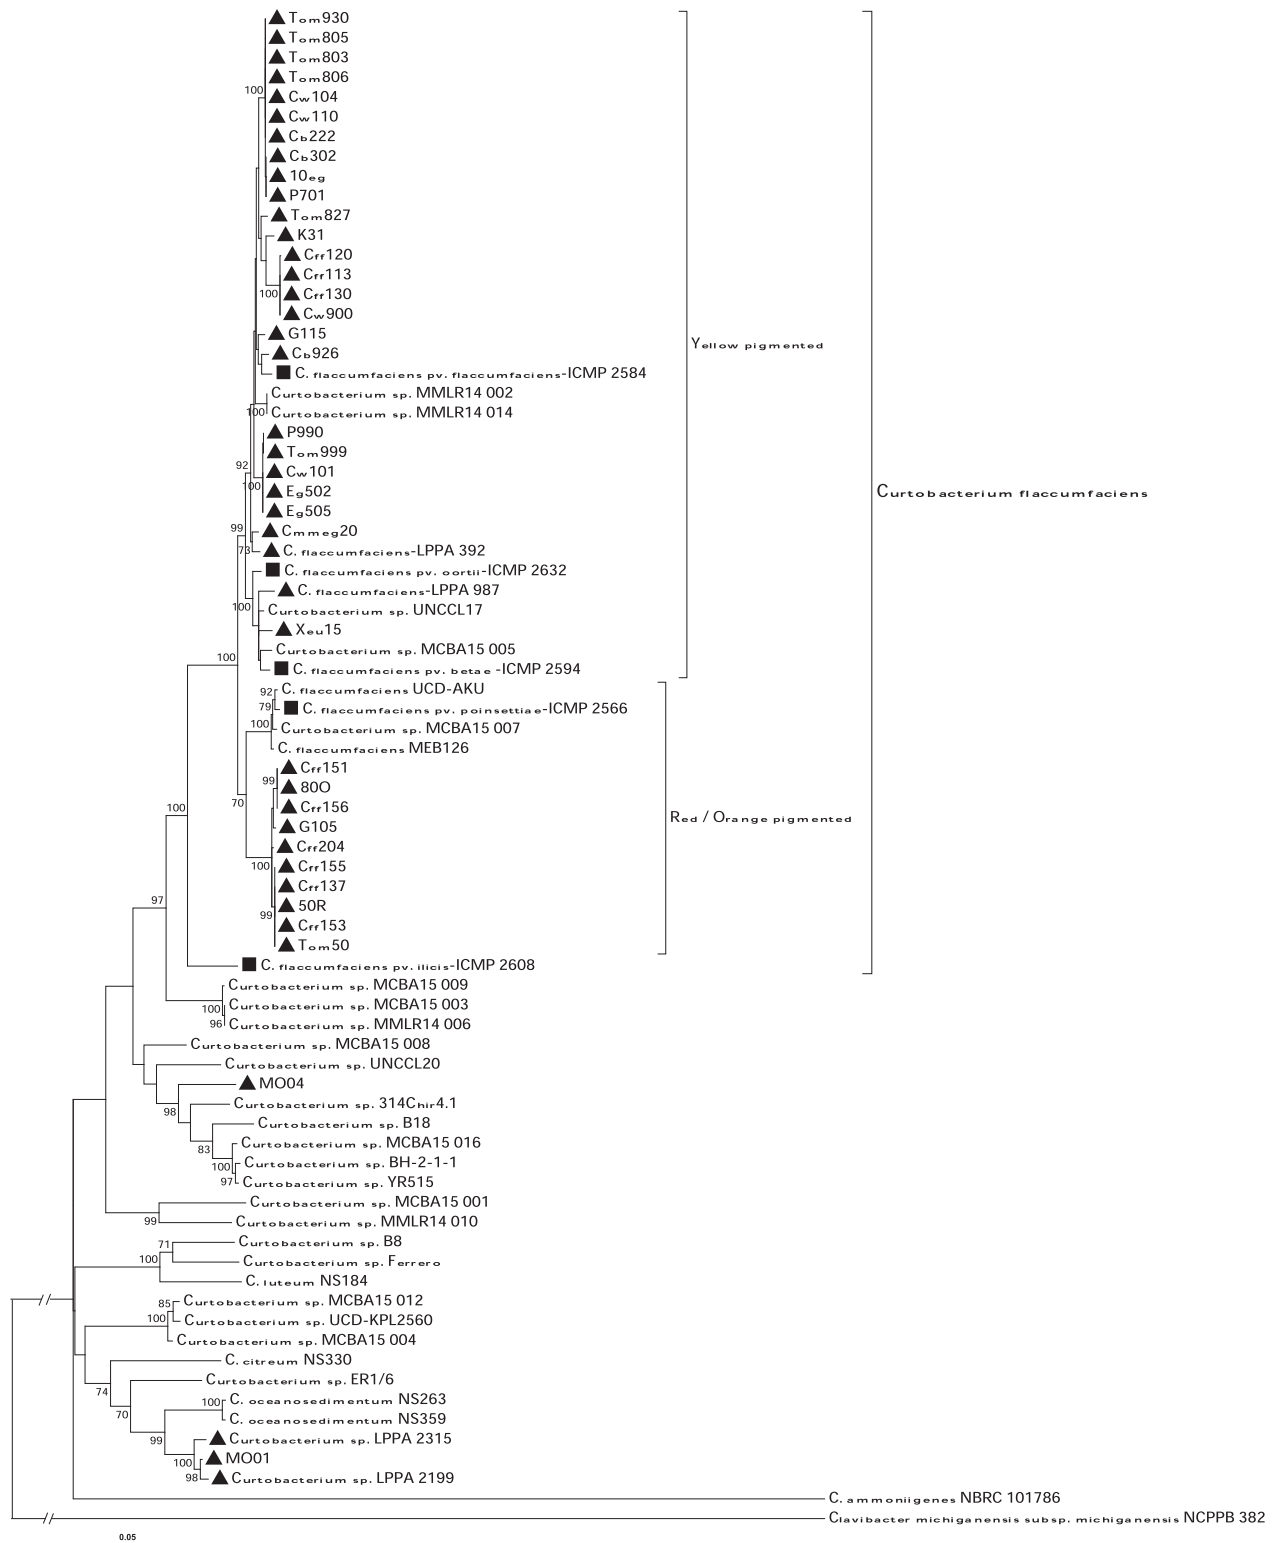 Tom930
Tom805
Tom803
Tom806
Cw104
100
Cw110
Cb222
Cb302
10eg
P701
Tom827
K31
Cff120
Cff113
Cff130
100
Cw900
G115
Yellow pigmented
Cb926
C. flaccumfaciens pv. flaccumfaciens-ICMP 2584
Curtobacterium sp. MMLR14 002
Curtobacterium sp. MMLR14 014
100
P990
Tom999
92
Cw101
100
Eg502
Curtobacterium flaccumfaciens
Eg505
99
Cmmeg20
73
C. flaccumfaciens-LPPA 392
C. flaccumfaciens pv. oortii-ICMP 2632
C. flaccumfaciens-LPPA 987
100
Curtobacterium sp. UNCCL17
Xeu15
Curtobacterium sp. MCBA15 005
100
C. flaccumfaciens pv. betae -ICMP 2594
92
C. flaccumfaciens UCD-AKU
79
C. flaccumfaciens pv. poinsettiae-ICMP 2566
100
Curtobacterium sp. MCBA15 007
C. flaccumfaciens MEB126
Cff151
99
80O
70
Cff156
100
Red / Orange pigmented
G105
Cff204
100
Cff155
Cff137
97
50R
99
Cff153
Tom50
C. flaccumfaciens pv. ilicis-ICMP 2608
Curtobacterium sp. MCBA15 009
100
Curtobacterium sp. MCBA15 003
96
Curtobacterium sp. MMLR14 006
Curtobacterium sp. MCBA15 008
Curtobacterium sp. UNCCL20
MO04
98
Curtobacterium sp. 314Chir4.1
Curtobacterium sp. B18
83
Curtobacterium sp. MCBA15 016
100
Curtobacterium sp. BH-2-1-1
97
Curtobacterium sp. YR515
Curtobacterium sp. MCBA15 001
99
Curtobacterium sp. MMLR14 010
71
Curtobacterium sp. B8
100
Curtobacterium sp. Ferrero
C. luteum NS184
85
Curtobacterium sp. MCBA15 012
100
Curtobacterium sp. UCD-KPL2560
Curtobacterium sp. MCBA15 004
C. citreum NS330
74
Curtobacterium sp. ER1/6
100
C. oceanosedimentum NS263
70
C. oceanosedimentum NS359
99
Curtobacterium sp. LPPA 2315
100
MO01
98
Curtobacterium sp. LPPA 2199
C. ammoniigenes NBRC 101786
Clavibacter michiganensis subsp. michiganensis NCPPB 382
0.05